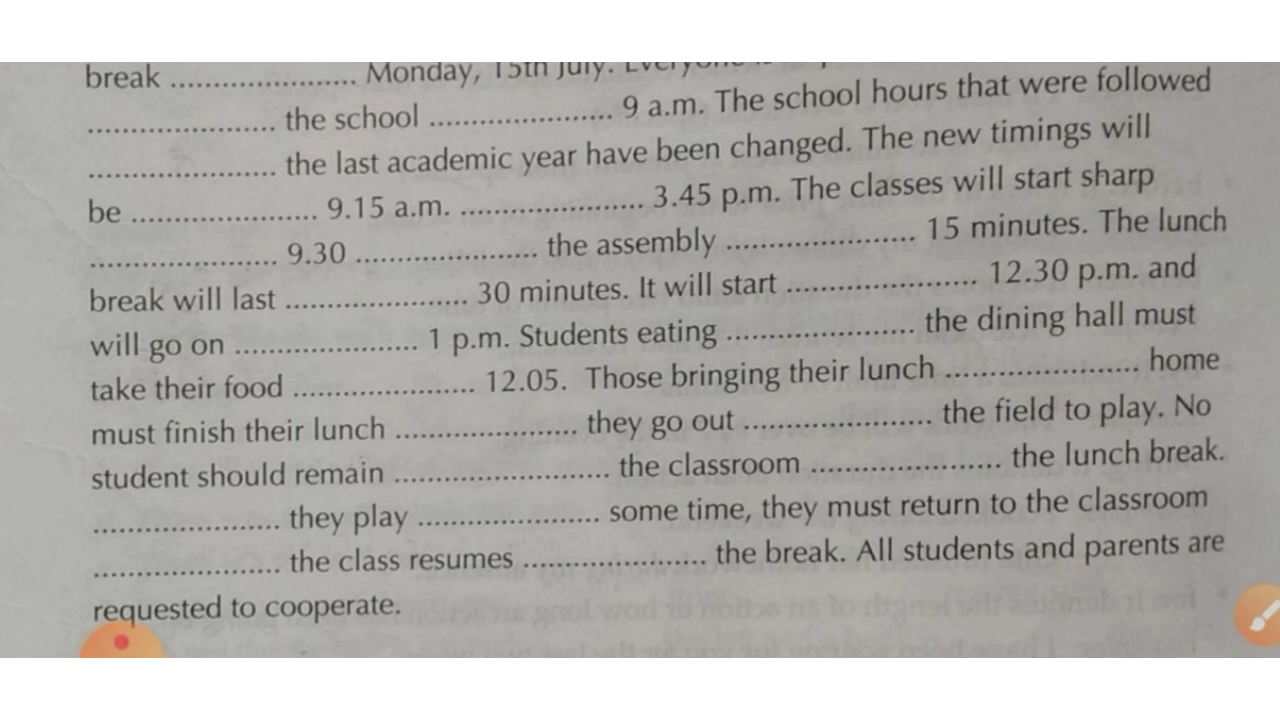 break ..................... Monday, 15th July.
..................... the school ..................... 9 a.m. The school hours that were followed
..................... the last academic year have been changed. The new timings will
be ..................... 9.15 a.m. ..................... 3.45 p.m. The classes will start sharp
..................... 9.30 ..................... the assembly ..................... 15 minutes. The lunch
break will last ..................... 30 minutes. It will start ..................... 12.30 p.m. and
will go on ..................... 1 p.m. Students eating ..................... the dining hall must
take their food ..................... 12.05. Those bringing their lunch ..................... home
must finish their lunch ..................... they go out ..................... the field to play. No
student should remain ..................... the classroom ..................... the lunch break.
..................... they play ..................... some time, they must return to the classroom
..................... the class resumes ..................... the break. All students and parents are
requested to cooperate.